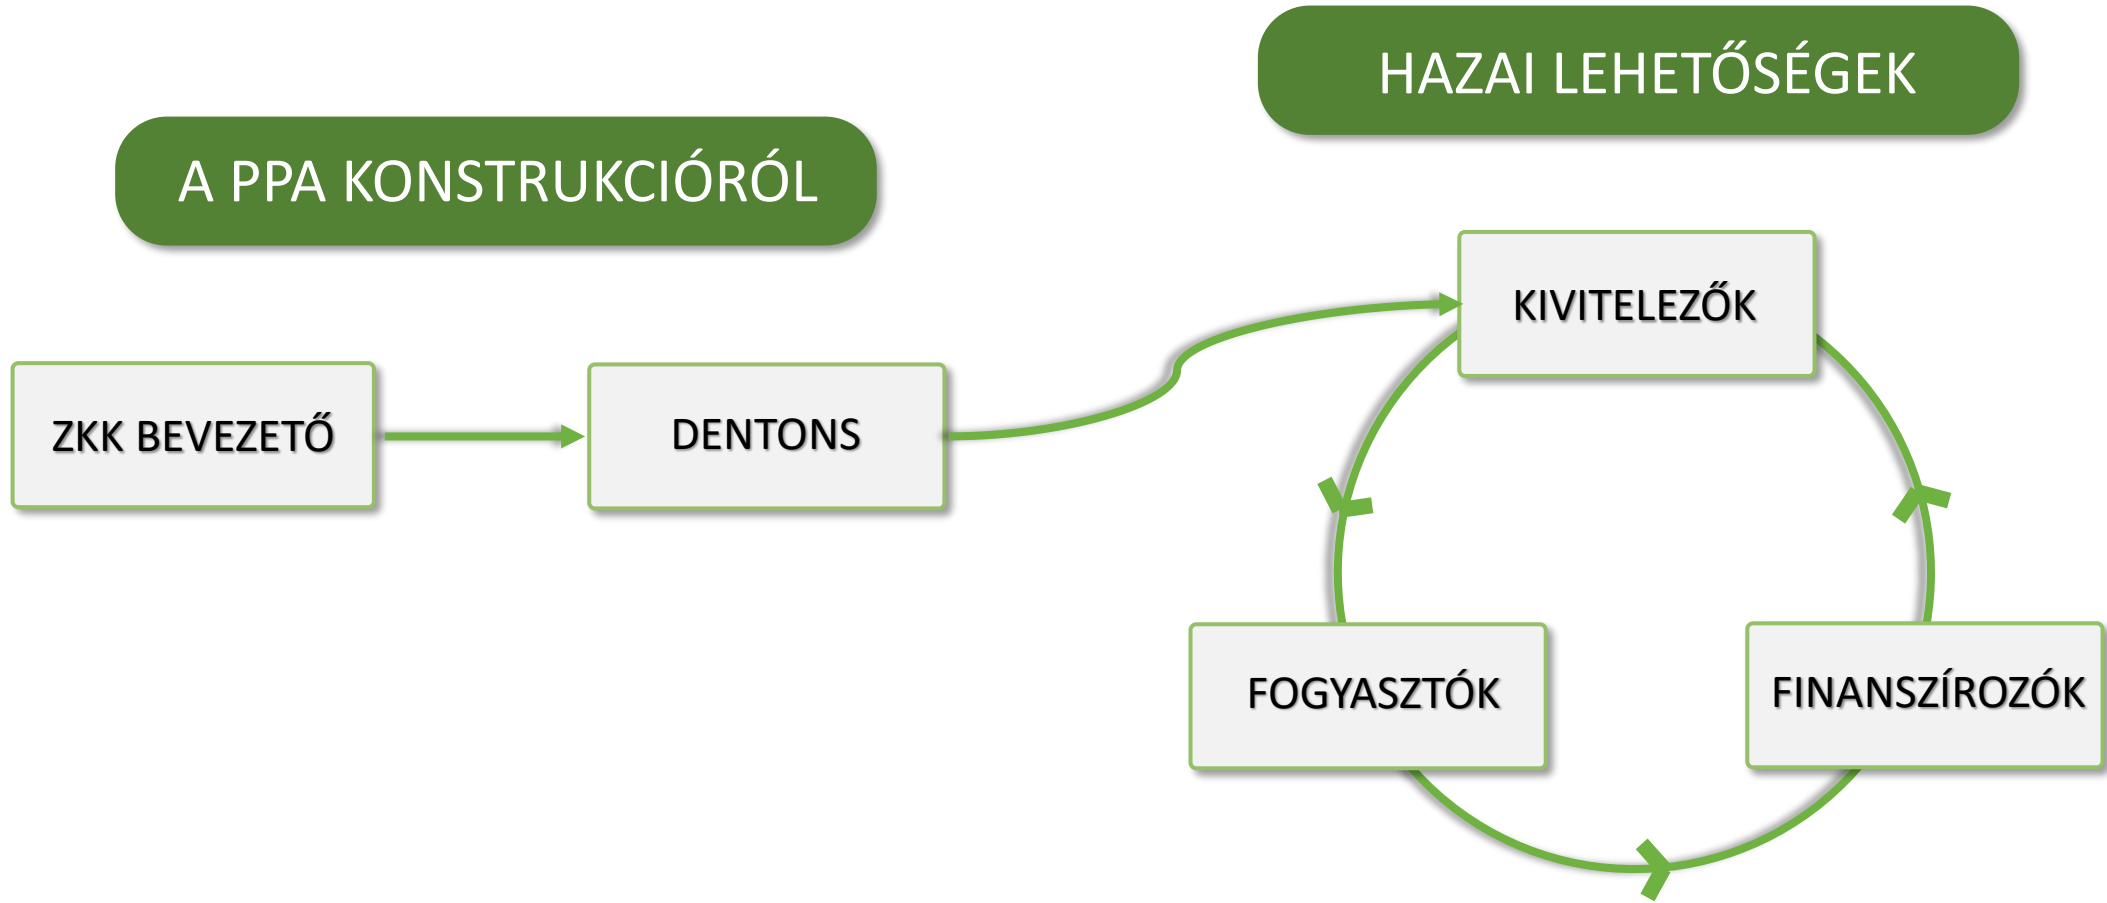 A PPA KONSTRUKCIÓRÓL
ZKK BEVEZETŐ
DENTONS
HAZAI LEHETŐSÉGEK
KIVITELEZŐK
FOGYASZTÓK
FINANSZÍROZÓK